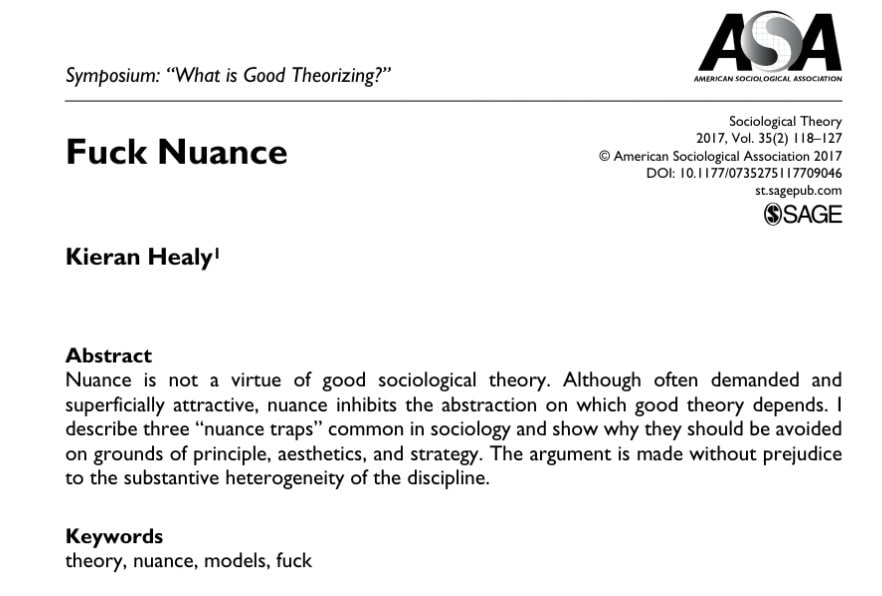 ASA
AMERICAN SOCIOLOGICAL ASSOCIATION
Symposium: “What is Good Theorizing?”
Sociological Theory
2017, Vol. 35(2) 118–127
© American Sociological Association 2017
DOI: 10.1177/0735275117709046
st.sagepub.com
SAGE
Fuck Nuance
Kieran Healy¹
Abstract
Nuance is not a virtue of good sociological theory. Although often demanded and
superficially attractive, nuance inhibits the abstraction on which good theory depends. I
describe three “nuance traps” common in sociology and show why they should be avoided
on grounds of principle, aesthetics, and strategy. The argument is made without prejudice
to the substantive heterogeneity of the discipline.
Keywords
theory, nuance, models, fuck